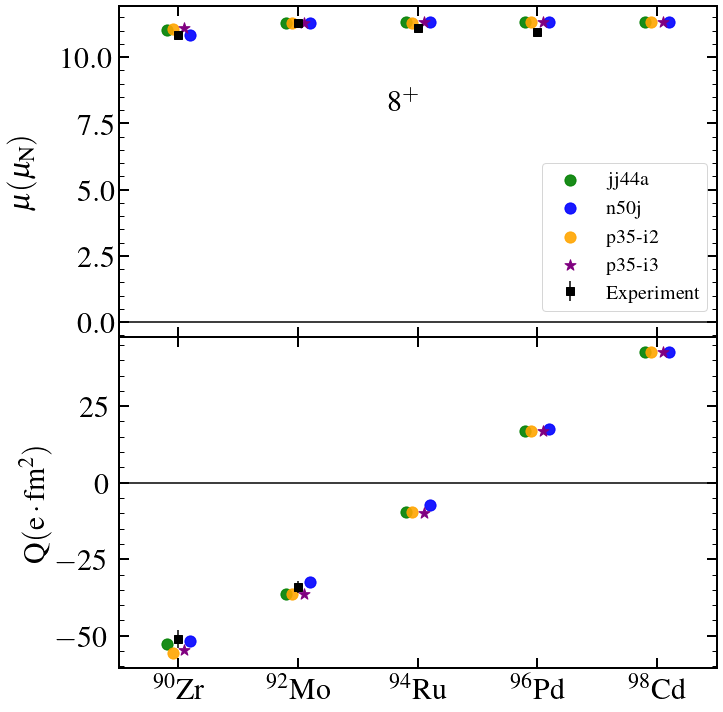 10.0
7.5
5.0
2.5
0.0
μ(μN)
8+
jj44a
n50j
p35-i2
p35-i3
Experiment
25
0
−25
−50
Q(e·fm²)
⁹⁰Zr ⁹²Mo ⁹⁴Ru ⁹⁶Pd ⁹⁸Cd